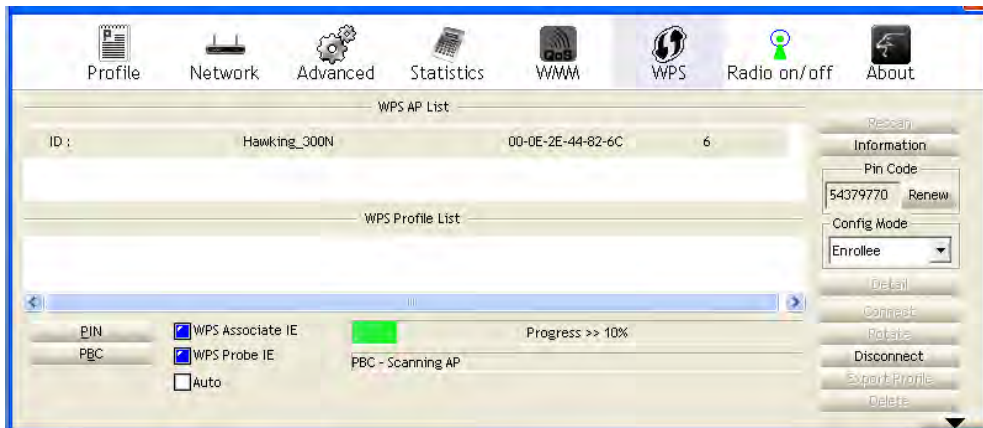 Profile Network Advanced Statistics QoS WMM WPS Radio on/off About
WPS AP List
ID : Hawking_300N 00-0E-2E-44-82-6C 6
WPS Profile List
Rescan
Information
Pin Code
54379770 Renew
Config Mode
Enrollee
Detail
Connect
Rotate
Disconnect
Export Profile
Delete
PIN
PBC
WPS Associate IE
WPS Probe IE
Auto
Progress >> 10%
PBC - Scanning AP